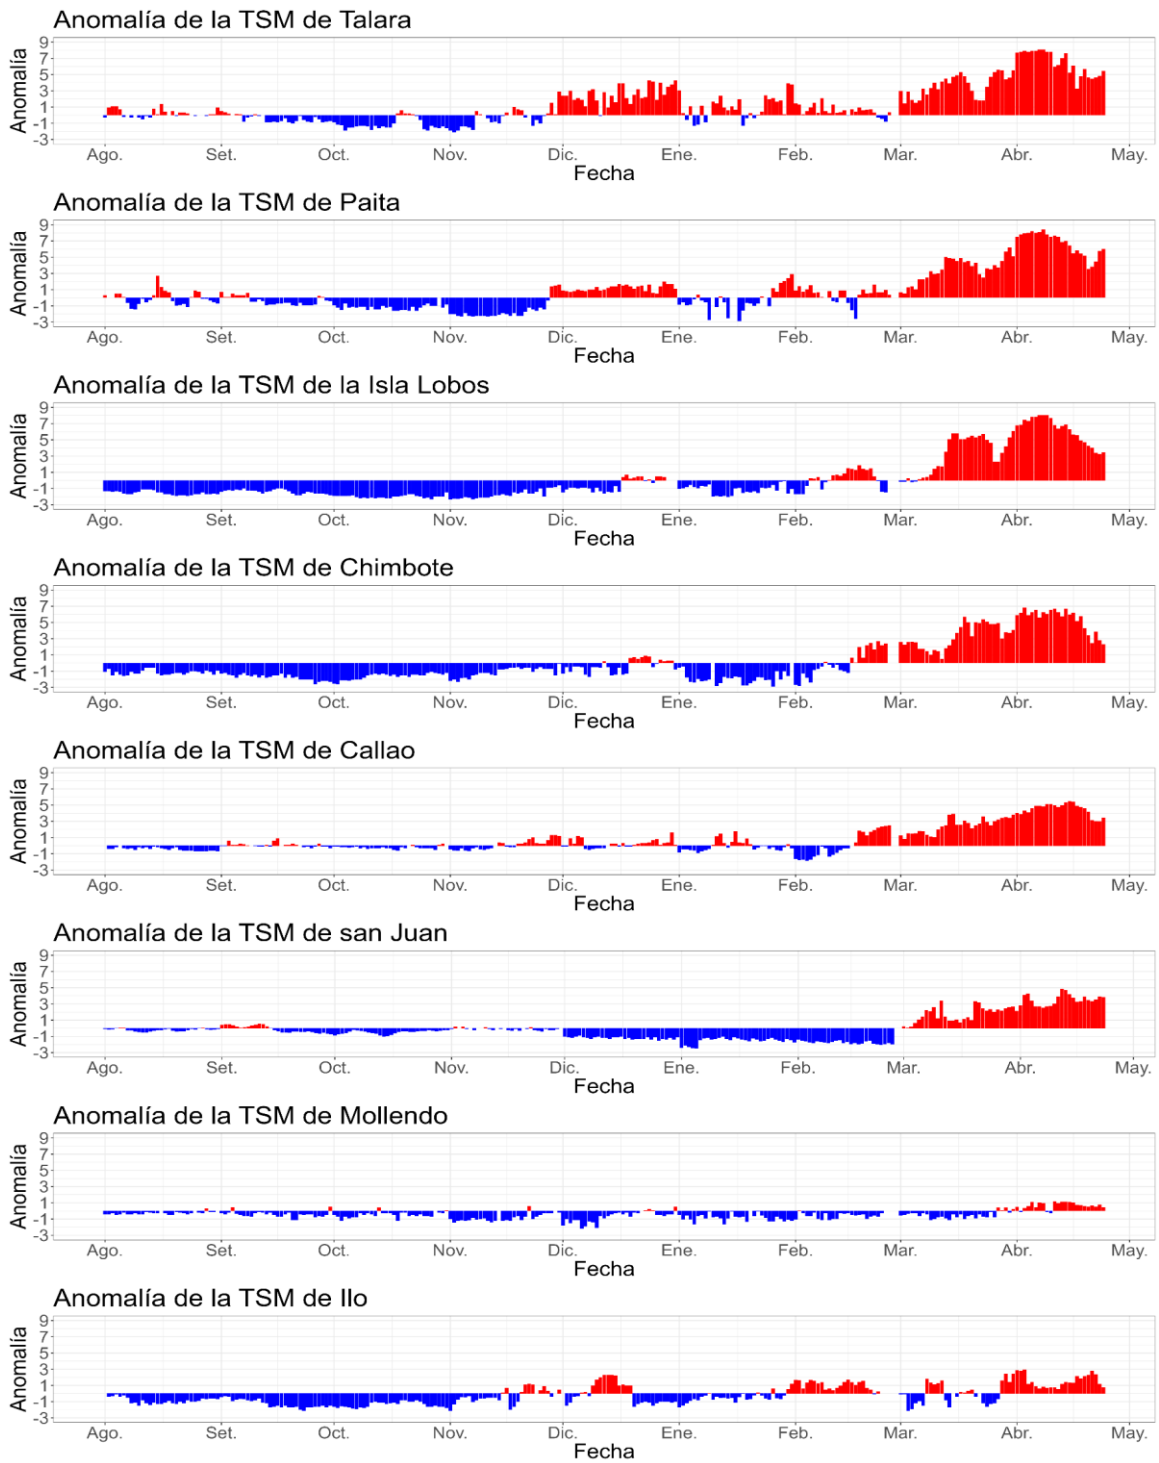 Anomalía de la TSM de Talara
9
7
5
3
1
-1
-3
Anomalía
Ago. Set. Oct. Nov. Dic. Ene. Feb. Mar. Abr. May.
Fecha
Anomalía de la TSM de Paita
9
7
5
3
1
-1
-3
Anomalía
Ago. Set. Oct. Nov. Dic. Ene. Feb. Mar. Abr. May.
Fecha
Anomalía de la TSM de la Isla Lobos
9
7
5
3
1
-1
-3
Anomalía
Ago. Set. Oct. Nov. Dic. Ene. Feb. Mar. Abr. May.
Fecha
Anomalía de la TSM de Chimbote
9
7
5
3
1
-1
-3
Anomalía
Ago. Set. Oct. Nov. Dic. Ene. Feb. Mar. Abr. May.
Fecha
Anomalía de la TSM de Callao
9
7
5
3
1
-1
-3
Anomalía
Ago. Set. Oct. Nov. Dic. Ene. Feb. Mar. Abr. May.
Fecha
Anomalía de la TSM de san Juan
9
7
5
3
1
-1
-3
Anomalía
Ago. Set. Oct. Nov. Dic. Ene. Feb. Mar. Abr. May.
Fecha
Anomalía de la TSM de Mollendo
9
7
5
3
1
-1
-3
Anomalía
Ago. Set. Oct. Nov. Dic. Ene. Feb. Mar. Abr. May.
Fecha
Anomalía de la TSM de Ilo
9
7
5
3
1
-1
-3
Anomalía
Ago. Set. Oct. Nov. Dic. Ene. Feb. Mar. Abr. May.
Fecha